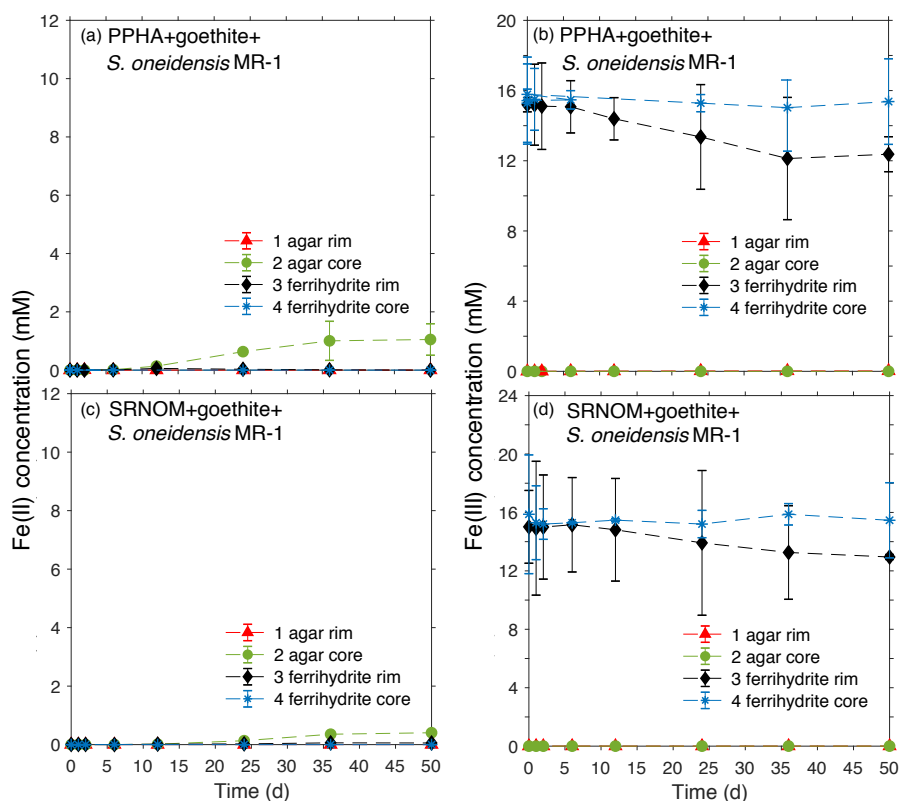 (a) PPHA+goethite+
S. oneidensis MR-1
12
10
8
6
4
2
0
1 agar rim
2 agar core
3 ferrihydrite rim
4 ferrihydrite core
(b) PPHA+goethite+
S. oneidensis MR-1
20
16
12
8
4
0
1 agar rim
2 agar core
3 ferrihydrite rim
4 ferrihydrite core
Fe(II) concentration (mM)
Fe(III) concentration (mM)
(c) SRNOM+goethite+
S. oneidensis MR-1
12
10
8
6
4
2
0
1 agar rim
2 agar core
3 ferrihydrite rim
4 ferrihydrite core
0 5 10 15 20 25 30 35 40 45 50
Time (d)
(d) SRNOM+goethite+
S. oneidensis MR-1
24
20
16
12
8
4
0
1 agar rim
2 agar core
3 ferrihydrite rim
4 ferrihydrite core
0 5 10 15 20 25 30 35 40 45 50
Time (d)